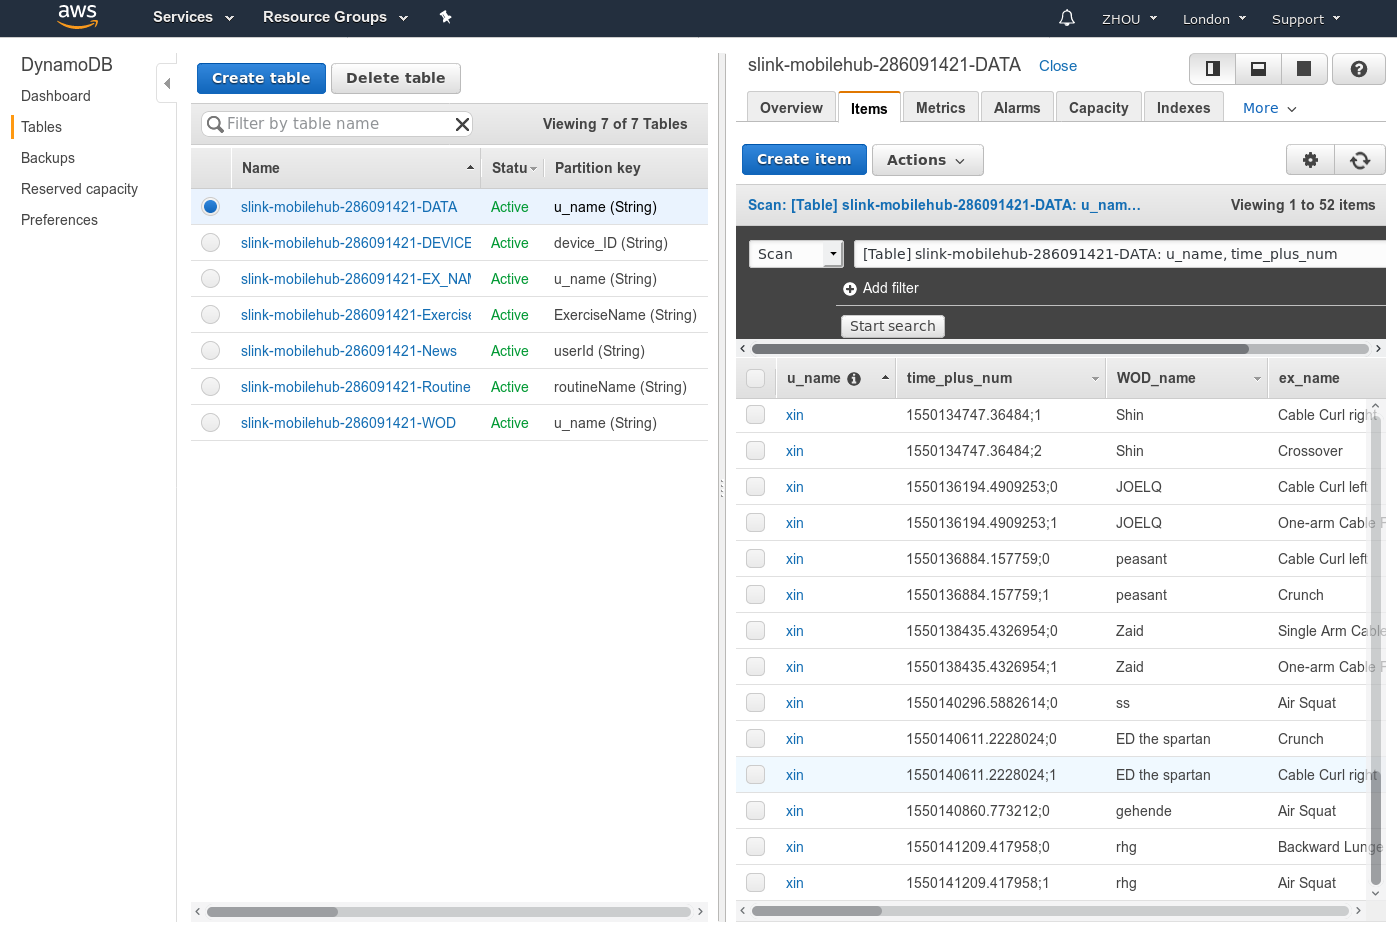 aws Services Resource Groups ZHOU London Support
DynamoDB
Dashboard
Tables
Backups
Reserved capacity
Preferences
Create table Delete table
Filter by table name Viewing 7 of 7 Tables
Name Statu Partition key
slink-mobilehub-286091421-DATA Active u_name (String)
slink-mobilehub-286091421-DEVICE Active device_ID (String)
slink-mobilehub-286091421-EX_NAM Active u_name (String)
slink-mobilehub-286091421-Exercise Active ExerciseName (String)
slink-mobilehub-286091421-News Active userId (String)
slink-mobilehub-286091421-Routine Active routineName (String)
slink-mobilehub-286091421-WOD Active u_name (String)
slink-mobilehub-286091421-DATA Close
Overview Items Metrics Alarms Capacity Indexes More
Create item Actions
Scan: [Table] slink-mobilehub-286091421-DATA: u_nam... Viewing 1 to 52 items
Scan [Table] slink-mobilehub-286091421-DATA: u_name, time_plus_num
Add filter
Start search
u_name time_plus_num WOD_name ex_name
xin 1550134747.36484;1 Shin Cable Curl right
xin 1550134747.36484;2 Shin Crossover
xin 1550136194.4909253;0 JOELQ Cable Curl left
xin 1550136194.4909253;1 JOELQ One-arm Cable
xin 1550136884.157759;0 peasant Cable Curl left
xin 1550136884.157759;1 peasant Crunch
xin 1550138435.4326954;0 Zaid Single Arm Cable
xin 1550138435.4326954;1 Zaid One-arm Cable
xin 1550140296.5882614;0 ss Air Squat
xin 1550140611.2228024;0 ED the spartan Crunch
xin 1550140611.2228024;1 ED the spartan Cable Curl right
xin 1550140860.773212;0 gehende Air Squat
xin 1550141209.417958;0 rhg Backward Lunge
xin 1550141209.417958;1 rhg Air Squat